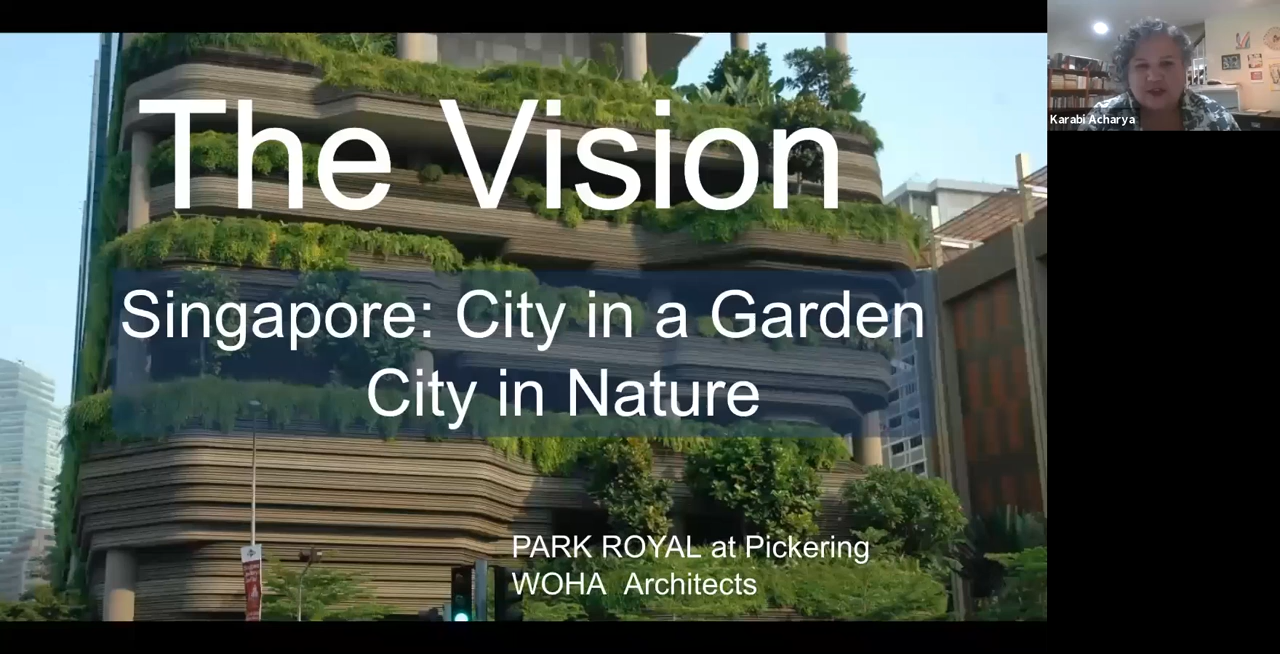 The Vision
Singapore: City in a Garden
City in Nature
PARK ROYAL at Pickering
WOHA Architects
Karabi Acharya